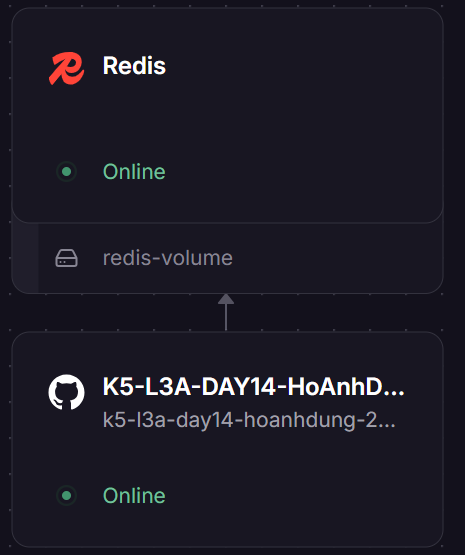 Redis
Online
redis-volume
K5-L3A-DAY14-HoAnhD...
k5-l3a-day14-hoanhdung-2...
Online